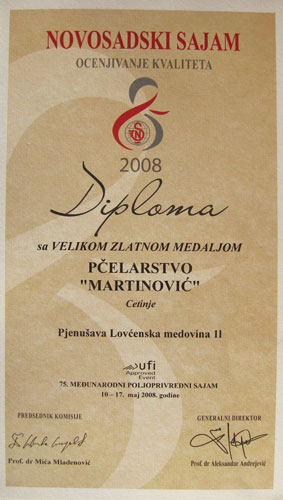 NOVOSADSKI SAJAM
OCENJIVANJE KVALITETA
2008
Diploma
sa VELIKOM ZLATNOM MEDALJOM
PČELARSTVO
"MARTINOVIĆ"
Cetinje
Pjenušava Lovćenska medovina 1l
ufi
Approved
Event
75. MEĐUNARODNI POLJOPRIVREDNI SAJAM
10 - 17. maj 2008. godine
PREDSEDNIK KOMISIJE
GENERALNI DIREKTOR
Prof. dr Mića Mladenović
Prof. dr Aleksandar Andrejević